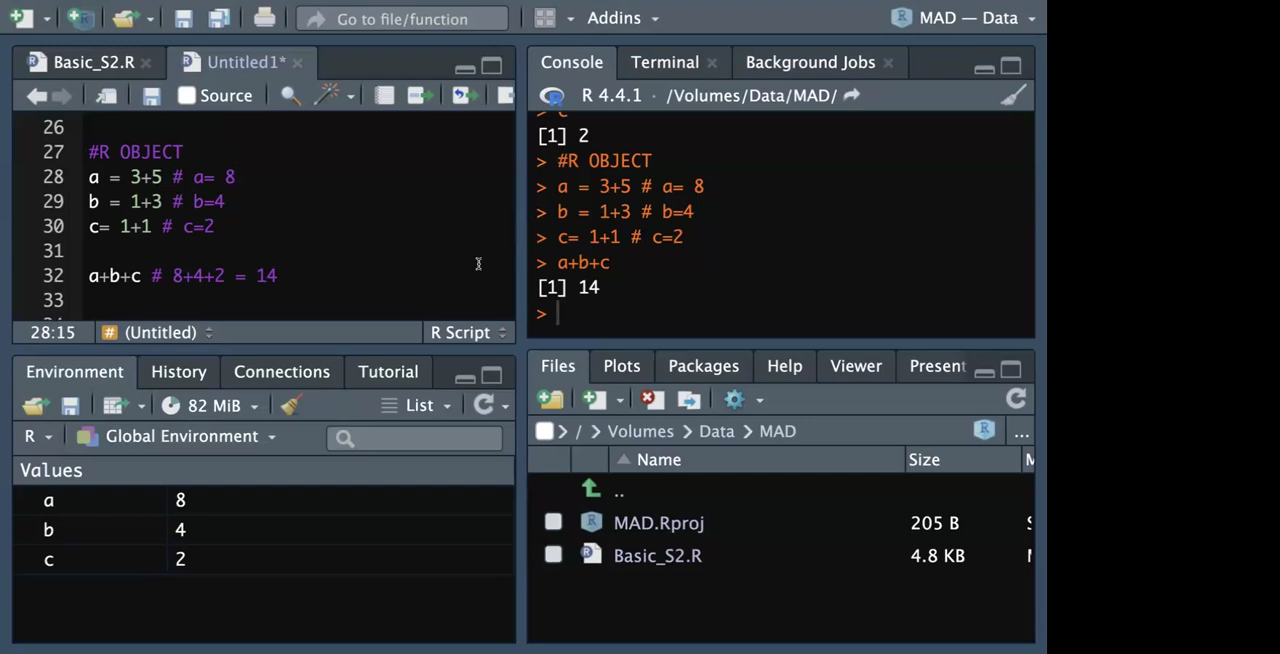 Go to file/function
Addins
MAD — Data
Basic_S2.R
Untitled1*
Source
26
27 #R OBJECT
28 a = 3+5 # a= 8
29 b = 1+3 # b=4
30 c= 1+1 # c=2
31
32 a+b+c # 8+4+2 = 14
33
28:15 # (Untitled) R Script
Console Terminal Background Jobs
R 4.4.1 · /Volumes/Data/MAD/
> c
[1] 2
> #R OBJECT
> a = 3+5 # a= 8
> b = 1+3 # b=4
> c= 1+1 # c=2
> a+b+c
[1] 14
>
Environment History Connections Tutorial
82 MiB List
R Global Environment
Values
a 8
b 4
c 2
Files Plots Packages Help Viewer Present
/ Volumes Data MAD ...
Name Size
..
MAD.Rproj 205 B
Basic_S2.R 4.8 KB